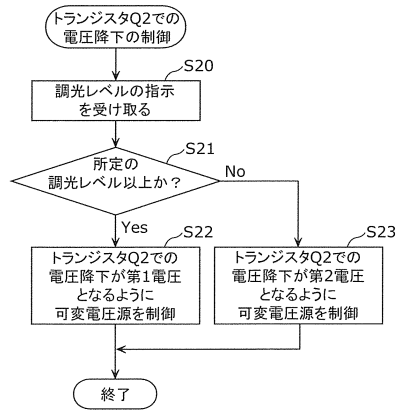 トランジスタQ2での
電圧降下の制御
S20
調光レベルの指示
を受け取る
S21
所定の
調光レベル以上か？
No
Yes
S22
トランジスタQ2での
電圧降下が第1電圧
となるように
可変電圧源を制御
S23
トランジスタQ2での
電圧降下が第2電圧
となるように
可変電圧源を制御
終了